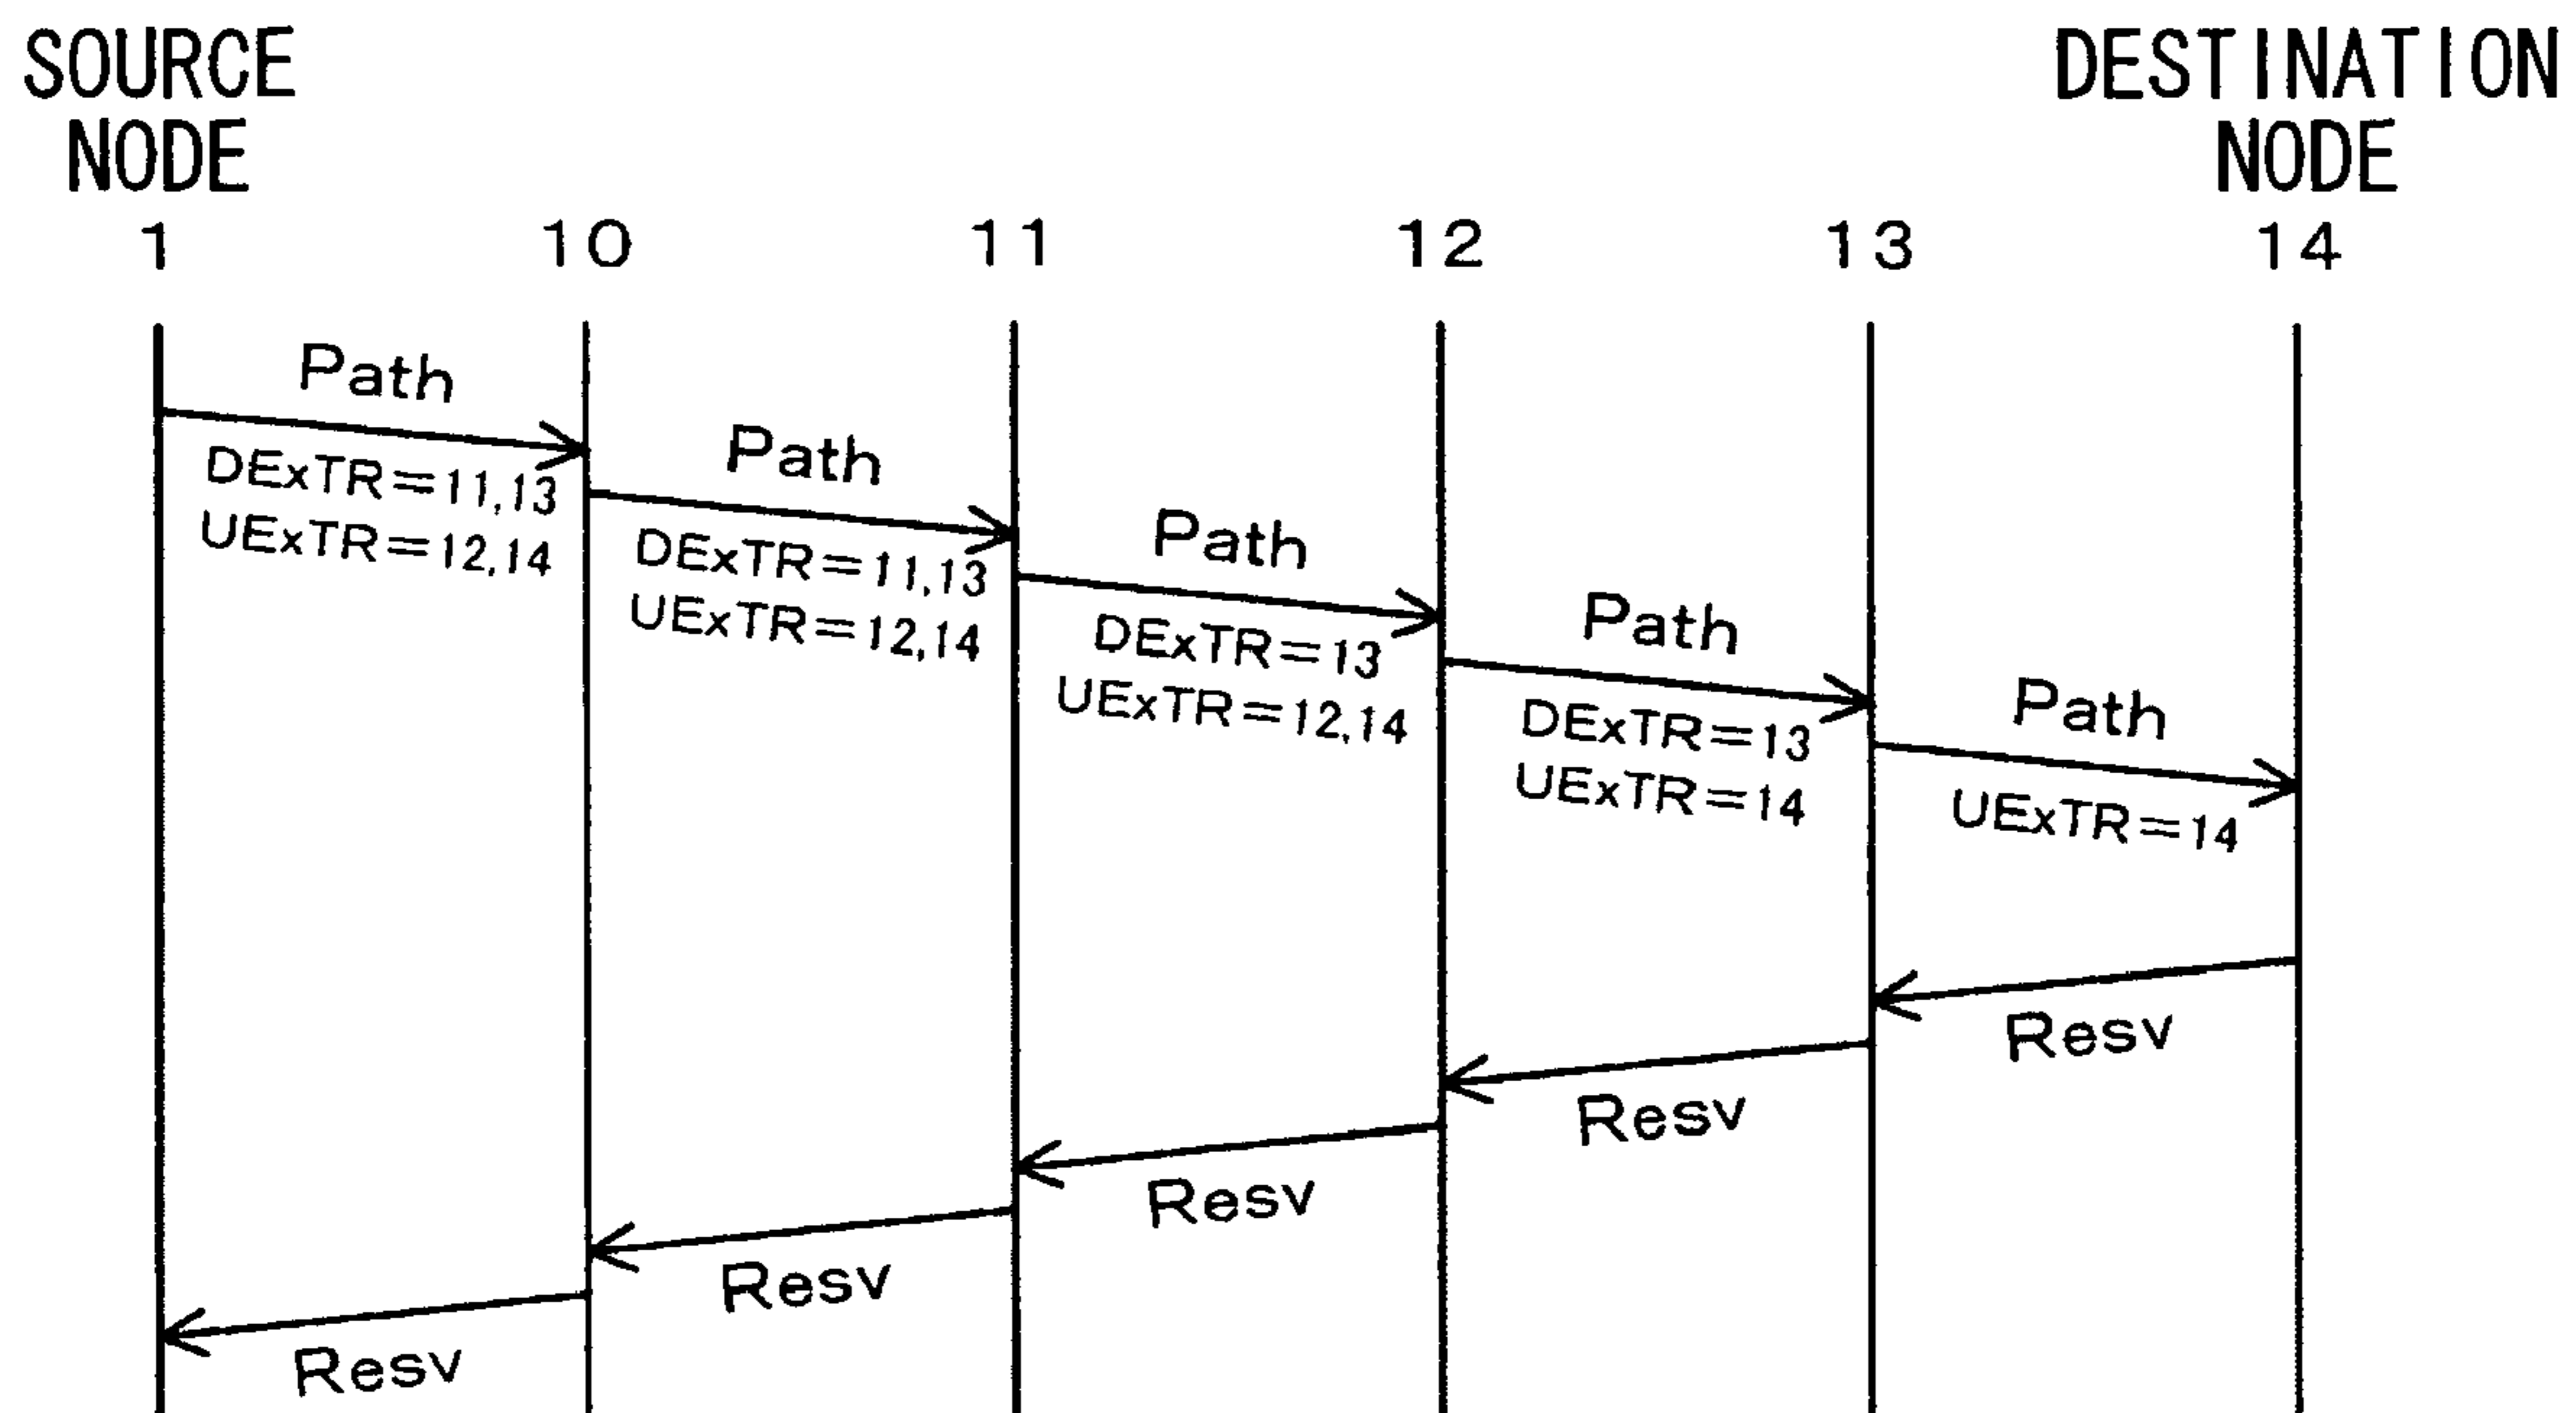 SOURCE
NODE
DESTINATION
NODE
1 10 11 12 13 14
Path
DExTR=11,13
UExTR=12,14
Path
DExTR=11,13
UExTR=12,14
Path
DExTR=13
UExTR=12,14
Path
DExTR=13
UExTR=14
Path
UExTR=14
Resv
Resv
Resv
Resv
Resv